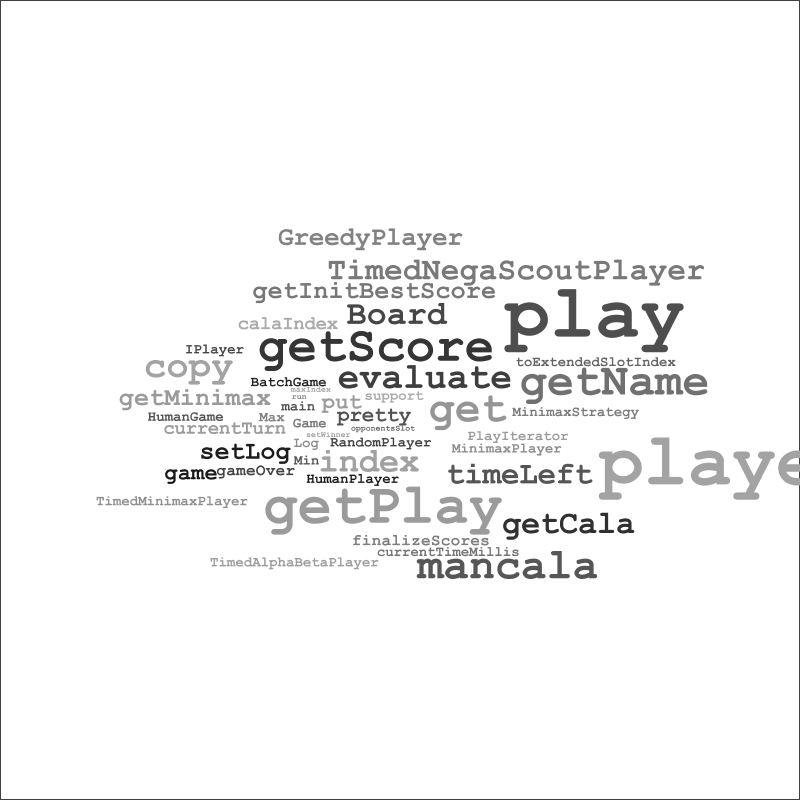 GreedyPlayer
TimedNegaScoutPlayer
getInitBestScore
play
Board
calaIndex
getScore
IPlayer
toExtendedSlotIndex
copy
evaluate
getName
BatchGame
maxIndex
getMinimax
run
support
main
put
get
MinimaxStrategy
HumanGame
Max
pretty
Game
currentTurn
opponentsSlot
setWinner
PlayIterator
Log
RandomPlayer
MinimaxPlayer
setLog
Min
index
playe
game
gameOver
timeLeft
HumanPlayer
TimedMinimaxPlayer
getPlay
getCala
finalizeScores
currentTimeMillis
TimedAlphaBetaPlayer
mancala